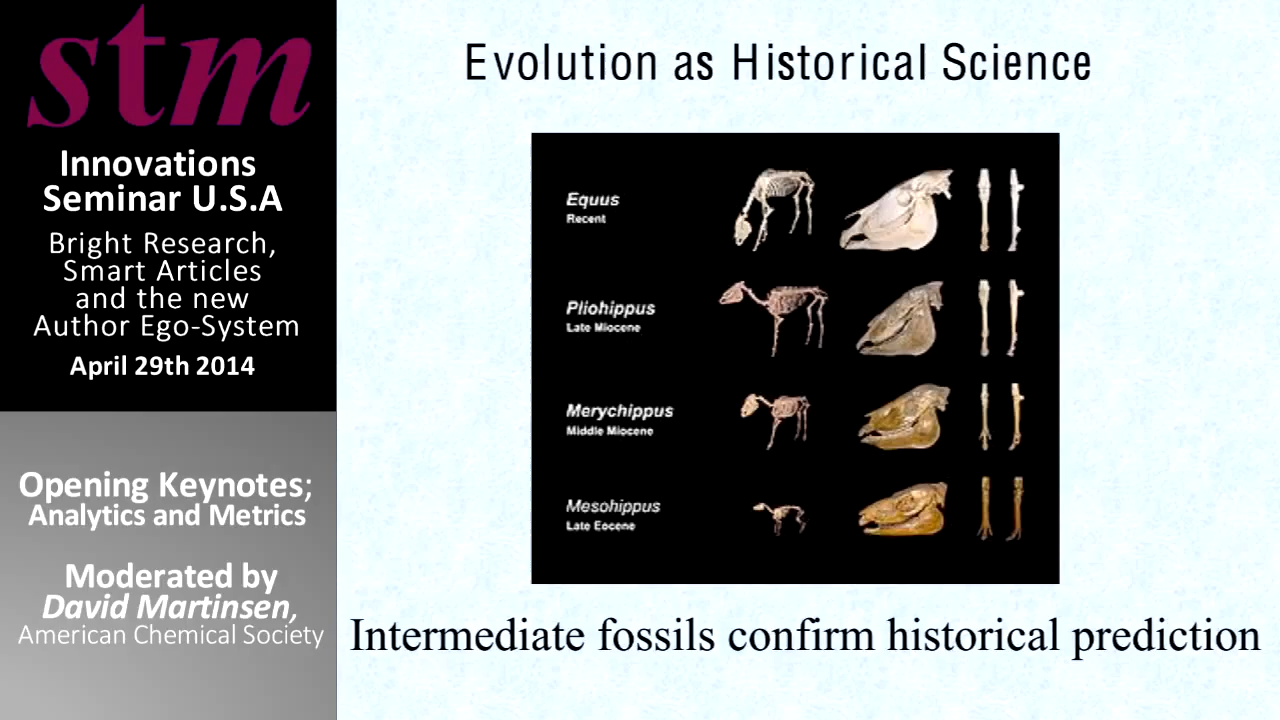 stm
Innovations
Seminar U.S.A
Bright Research,
Smart Articles
and the new
Author Ego-System
April 29th 2014
Opening Keynotes;
Analytics and Metrics
Moderated by
David Martinsen,
American Chemical Society
Evolution as Historical Science
Equus
Recent
Pliohippus
Late Miocene
Merychippus
Middle Miocene
Mesohippus
Late Eocene
Intermediate fossils confirm historical prediction